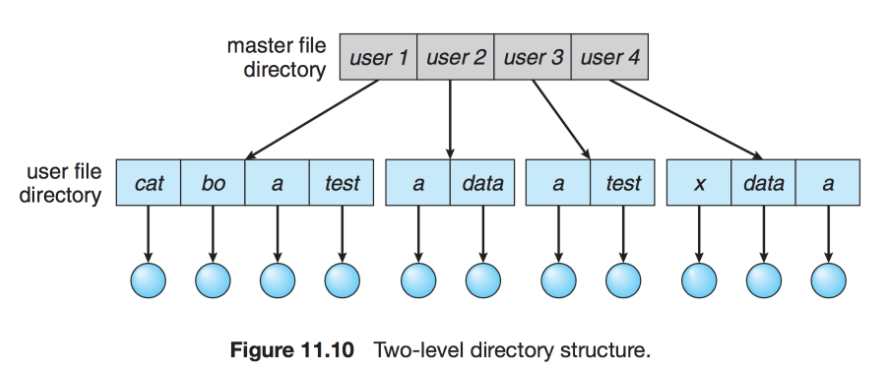 master file
directory
user 1 user 2 user 3 user 4
user file
directory
cat bo a test a data a test x data a
Figure 11.10 Two-level directory structure.